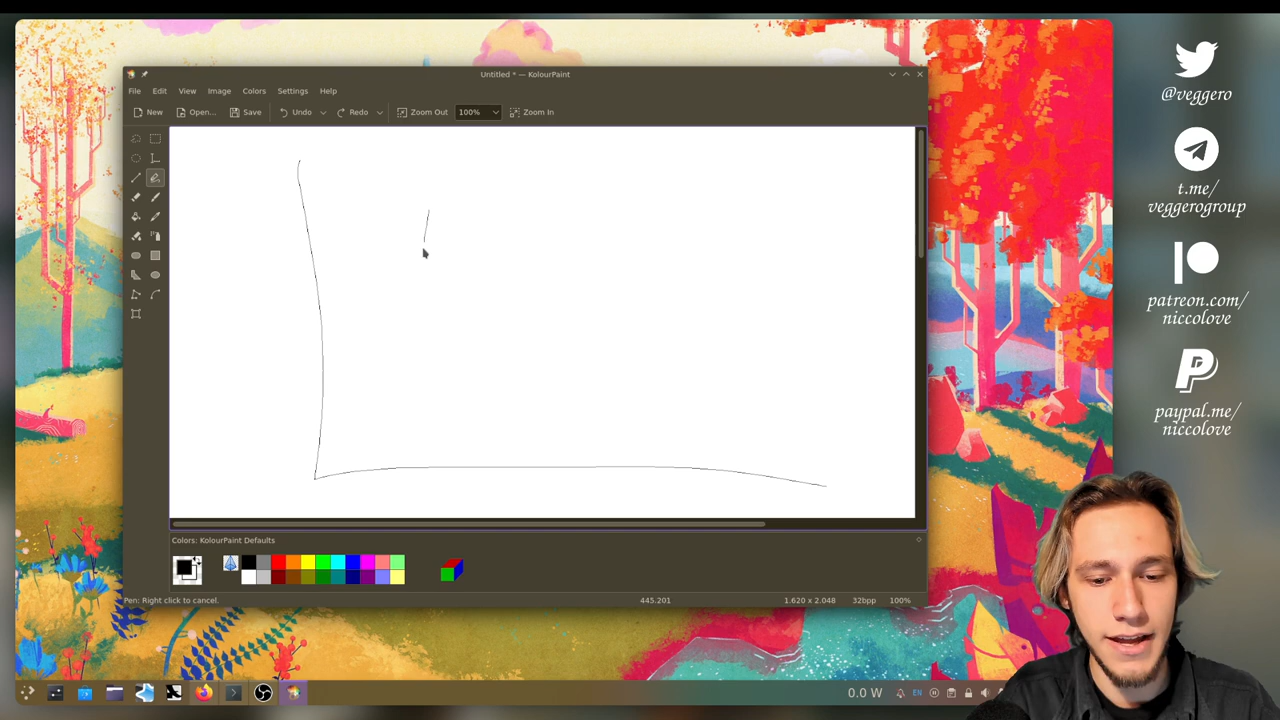 Untitled * — KolourPaint
File Edit View Image Colors Settings Help
New Open... Save Undo Redo Zoom Out 100% Zoom In
Colors: KolourPaint Defaults
Pen: Right click to cancel. 445.201 1.620 x 2.048 32bpp 100%
0.0 W EN
@veggero
t.me/
veggerogroup
patreon.com/
niccolove
paypal.me/
niccolove